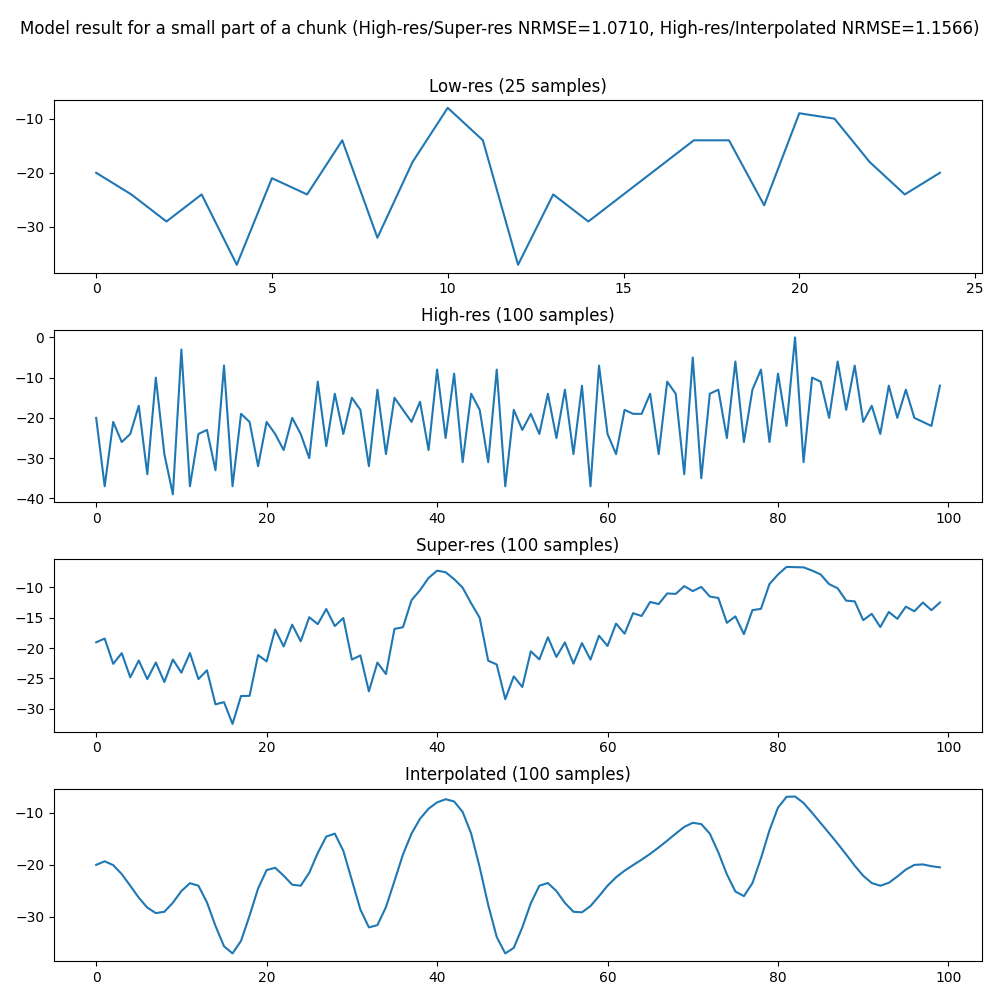 Model result for a small part of a chunk (High-res/Super-res NRMSE=1.0710, High-res/Interpolated NRMSE=1.1566)
Low-res (25 samples)
−10
−20
−30
0 5 10 15 20 25
High-res (100 samples)
0
−10
−20
−30
−40
0 20 40 60 80 100
Super-res (100 samples)
−10
−15
−20
−25
−30
0 20 40 60 80 100
Interpolated (100 samples)
−10
−20
−30
0 20 40 60 80 100